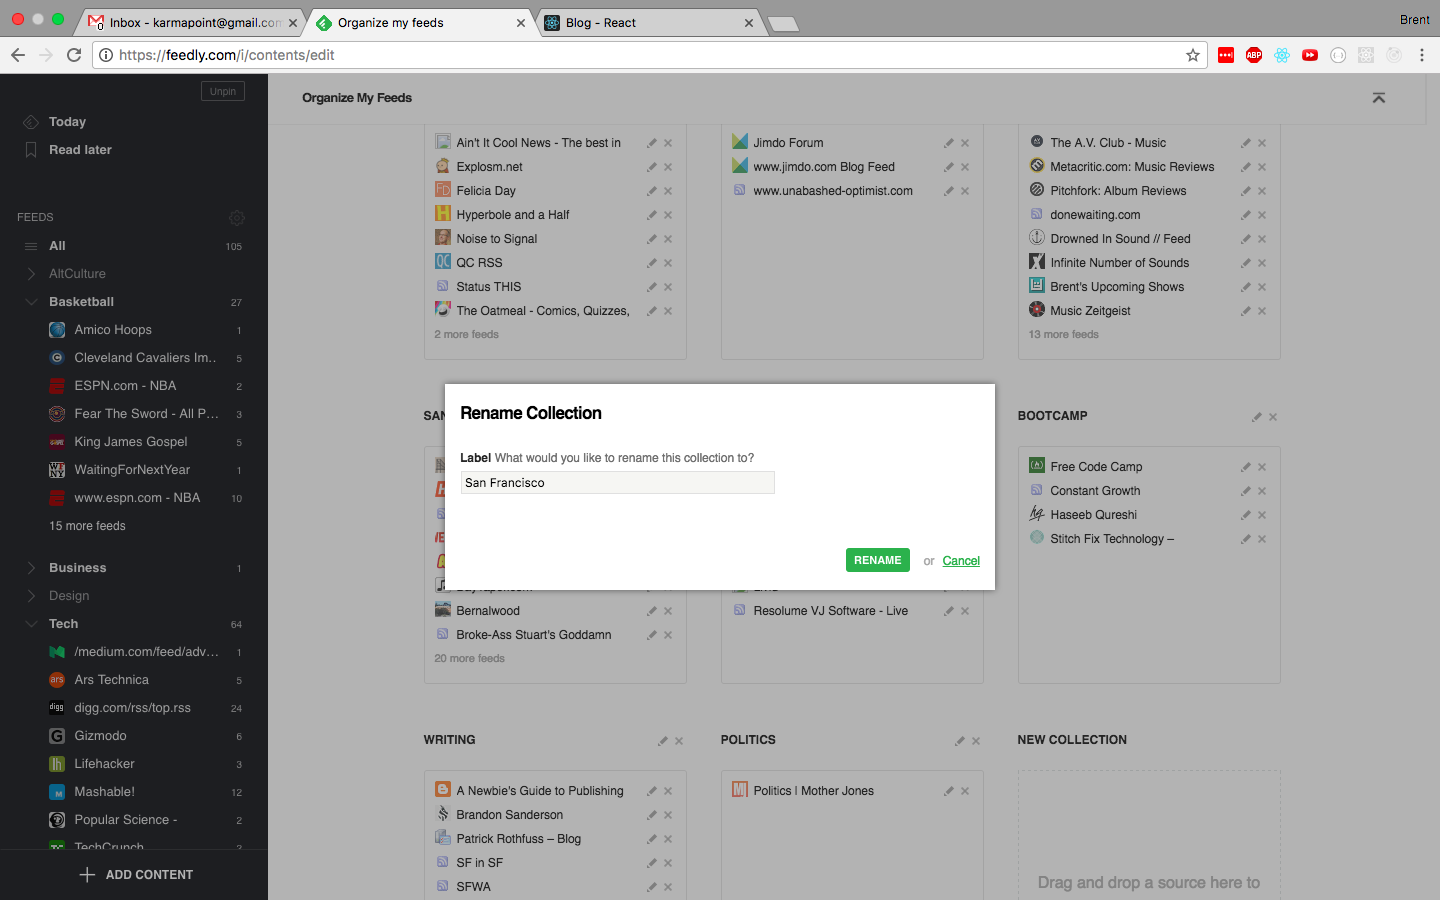 Inbox - karmapoint@gmail.com
Organize my feeds
Blog - React
Brent
https://feedly.com/i/contents/edit
Unpin
Today
Read later
FEEDS
All 105
AltCulture
Basketball 27
Amico Hoops 1
Cleveland Cavaliers Im.. 5
ESPN.com - NBA 2
Fear The Sword - All P... 3
King James Gospel 5
WaitingForNextYear 1
www.espn.com - NBA 10
15 more feeds
Business 1
Design
Tech 64
/medium.com/feed/adv... 1
Ars Technica 5
digg.com/rss/top.rss 24
Gizmodo 6
Lifehacker 3
Mashable! 12
Popular Science - 2
TechCrunch
ADD CONTENT
Organize My Feeds
Ain't It Cool News - The best in
Explosm.net
Felicia Day
Hyperbole and a Half
Noise to Signal
QC RSS
Status THIS
The Oatmeal - Comics, Quizzes,
2 more feeds
Jimdo Forum
www.jimdo.com Blog Feed
www.unabashed-optimist.com
The A.V. Club - Music
Metacritic.com: Music Reviews
Pitchfork: Album Reviews
donewaiting.com
Drowned In Sound // Feed
Infinite Number of Sounds
Brent's Upcoming Shows
Music Zeitgeist
13 more feeds
Rename Collection
Label What would you like to rename this collection to?
San Francisco
RENAME or Cancel
SAN
Bernalwood
Broke-Ass Stuart's Goddamn
20 more feeds
Resolume VJ Software - Live
BOOTCAMP
Free Code Camp
Constant Growth
Haseeb Qureshi
Stitch Fix Technology –
WRITING
A Newbie's Guide to Publishing
Brandon Sanderson
Patrick Rothfuss – Blog
SF in SF
SFWA
POLITICS
Politics | Mother Jones
NEW COLLECTION
Drag and drop a source here to